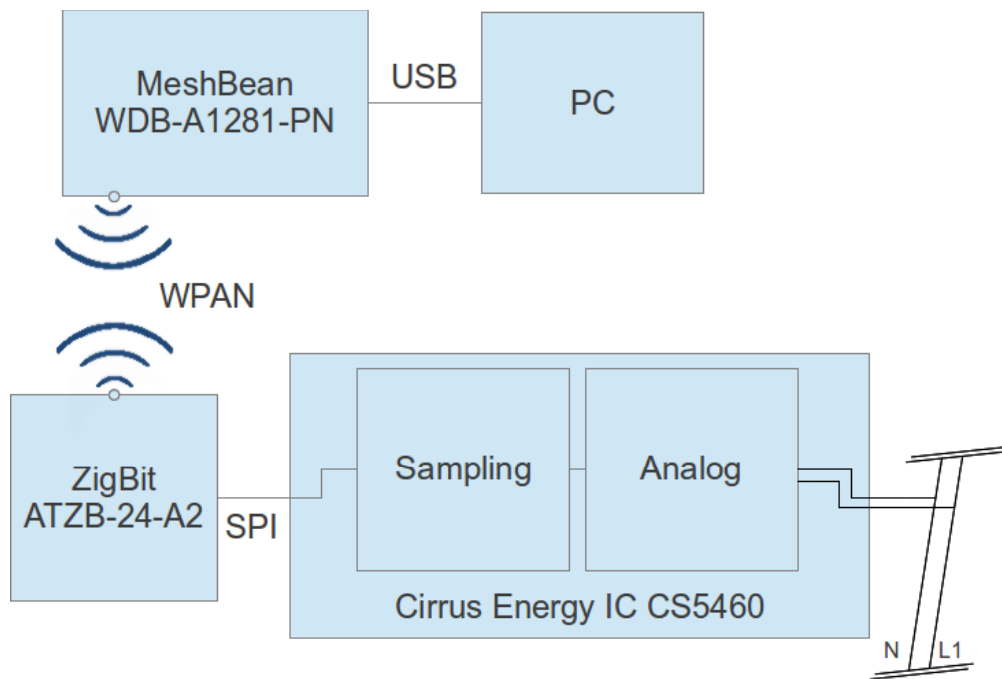 MeshBean
WDB-A1281-PN
USB
PC
WPAN
ZigBit
ATZB-24-A2
SPI
Sampling
Analog
Cirrus Energy IC CS5460
N
L1